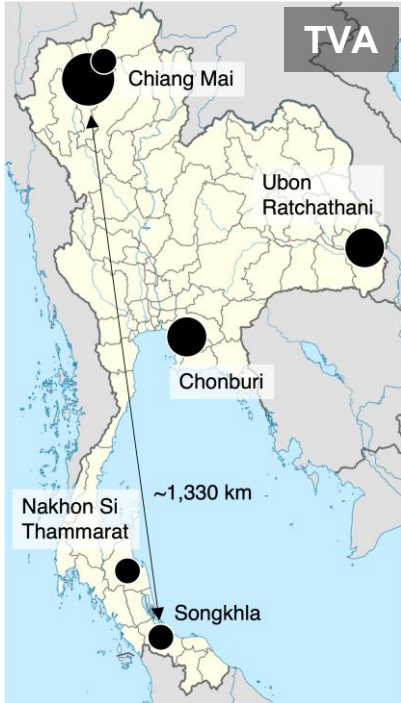 TVA
Chiang Mai
Ubon
Ratchathani
Chonburi
~1,330 km
Nakhon Si
Thammarat
Songkhla